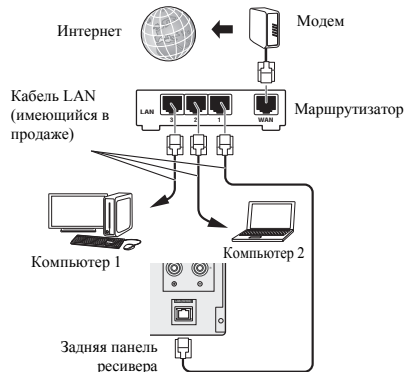 Интернет
Модем
Кабель LAN
(имеющийся в
продаже)
Маршрутизатор
LAN
3 2 1 WAN
Компьютер 1
Компьютер 2
Задняя панель
ресивера